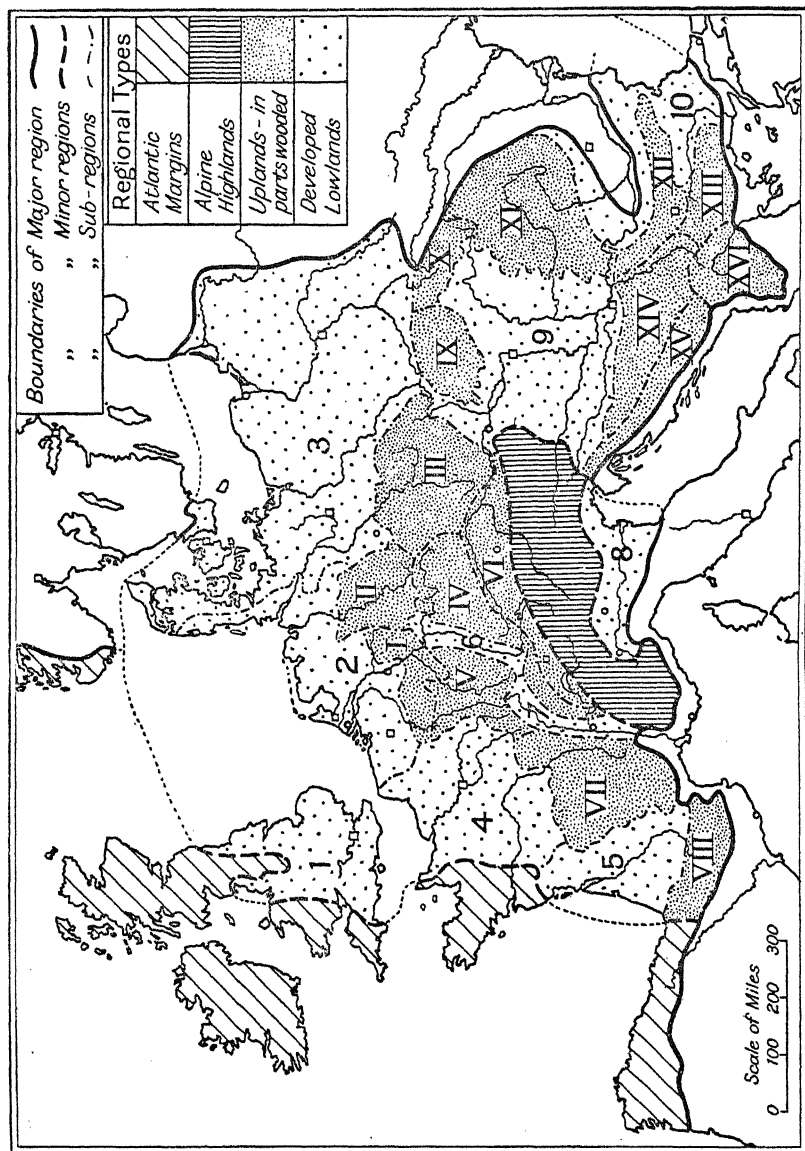 Boundaries of Major region
" " Minor regions
" " Sub-regions
Regional Types
Atlantic
Margins
Alpine
Highlands
Uplands - in
parts wooded
Developed
Lowlands
1
2
3
4
5
6
8
9
10
I
II
III
IV
V
VI
VII
VIII
IX
X
XI
XII
XIII
XIV
XV
XVI
Scale of Miles
0 100 200 300